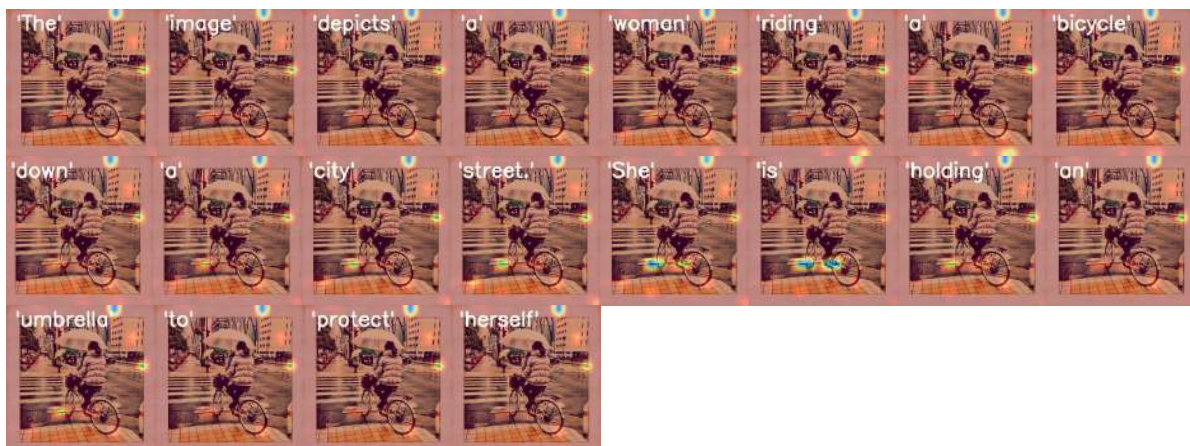 'The' 'image' 'depicts' 'a' 'woman' 'riding' 'a' 'bicycle'
'down' 'a' 'city' 'street.' 'She' 'is' 'holding' 'an'
'umbrella' 'to' 'protect' 'herself'